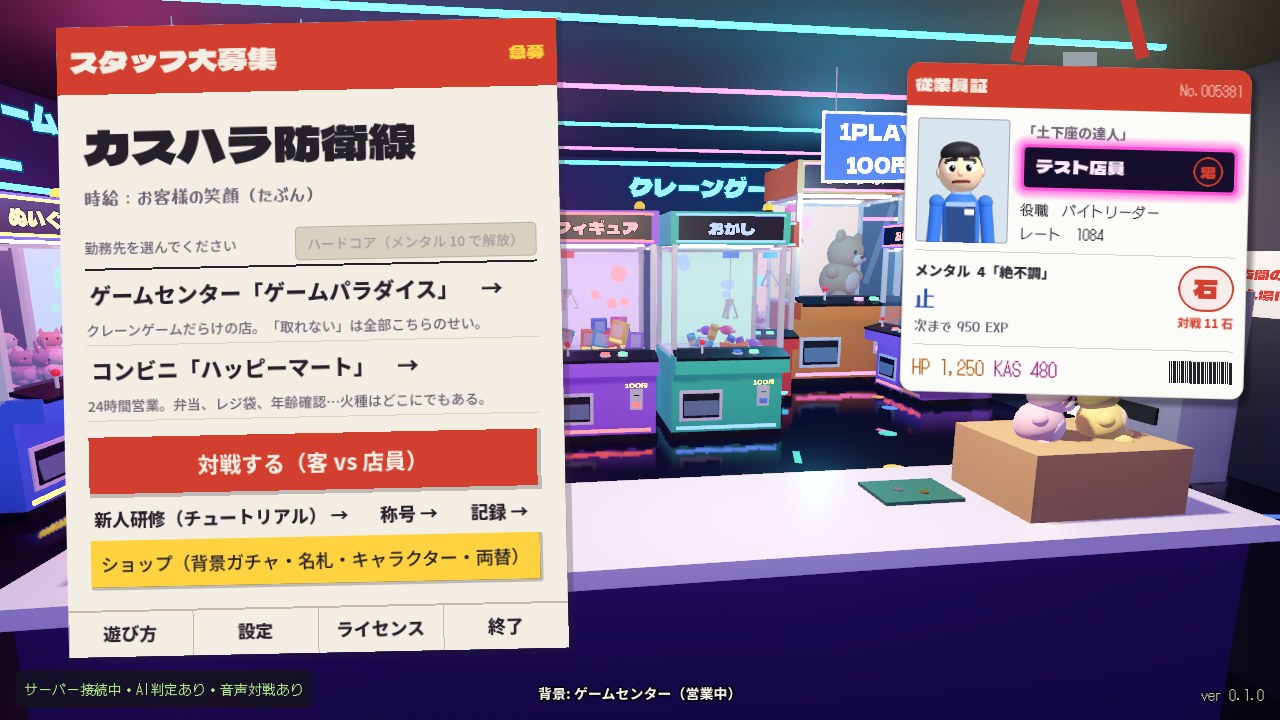 スタッフ大募集
急募
カスハラ防衛線
時給：お客様の笑顔（たぶん）
勤務先を選んでください
ハードコア（メンタル 10 で解放）
ゲームセンター「ゲームパラダイス」 →
クレーンゲームだらけの店。「取れない」は全部こちらのせい。
コンビニ「ハッピーマート」 →
24時間営業。弁当、レジ袋、年齢確認…火種はどこにでもある。
対戦する（客 vs 店員）
新人研修（チュートリアル）→
称号 →
記録 →
ショップ（背景ガチャ・名札・キャラクター・両替）
遊び方
設定
ライセンス
終了
サーバー接続中・AI判定あり・音声対戦あり
フィギュア
クレーンゲー
おかし
1PLAY
100円
100円
100円
従業員証
No. 005381
「土下座の達人」
テスト店員
男
役職 バイトリーダー
レート 1084
メンタル 4「絶不調」
止
次まで 950 EXP
石
対戦 11 石
HP 1,250 KAS 480
背景: ゲームセンター（営業中）
ver 0.1.0